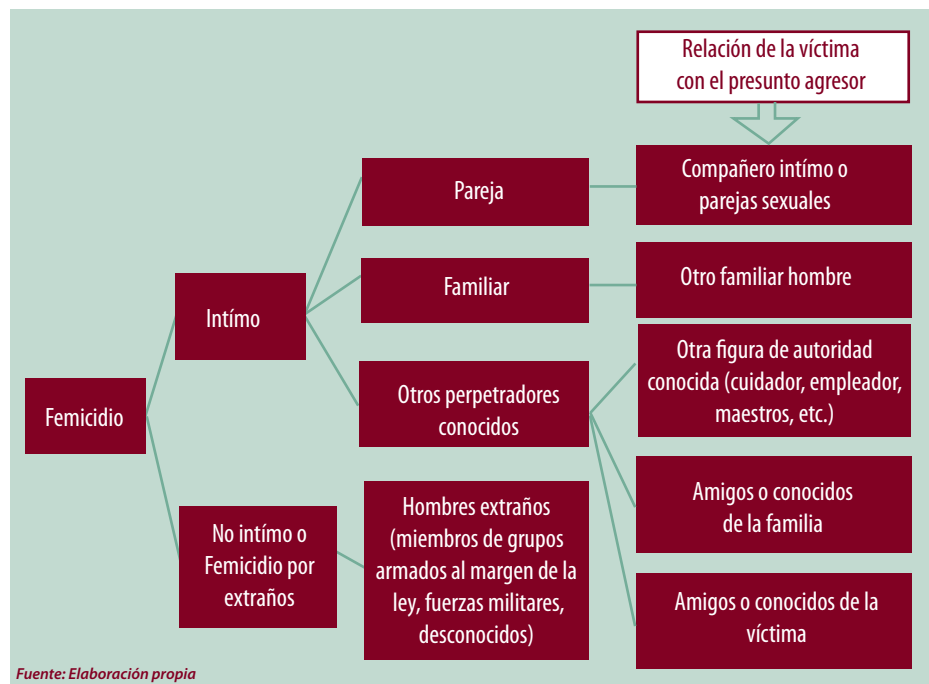 Relación de la víctima
con el presunto agresor
Pareja
Compañero intímo o
parejas sexuales
Familiar
Otro familiar hombre
Intímo
Otra figura de autoridad
conocida (cuidador, empleador,
maestros, etc.)
Otros perpetradores
conocidos
Femicidio
Amigos o conocidos
de la familia
No intímo o
Femicidio por
extraños
Hombres extraños
(miembros de grupos
armados al margen de la
ley, fuerzas militares,
desconocidos)
Amigos o conocidos de la
víctima
Fuente: Elaboración propia